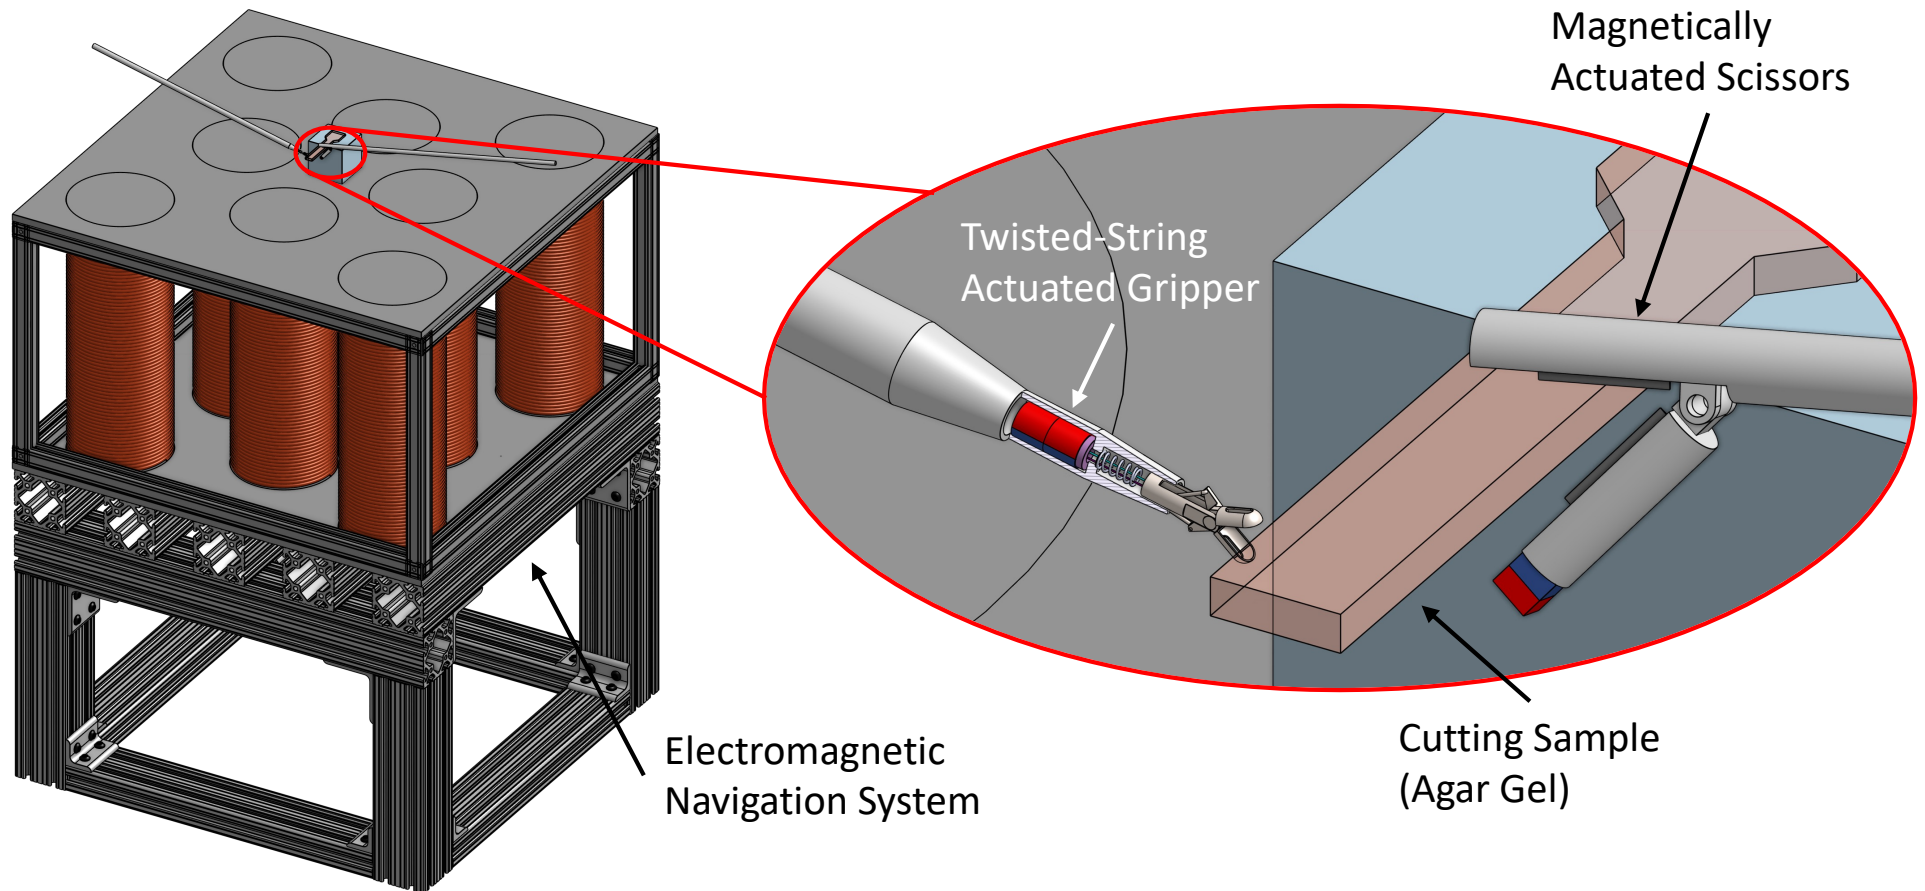 Magnetically
Actuated Scissors
Twisted-String
Actuated Gripper
Electromagnetic
Navigation System
Cutting Sample
(Agar Gel)